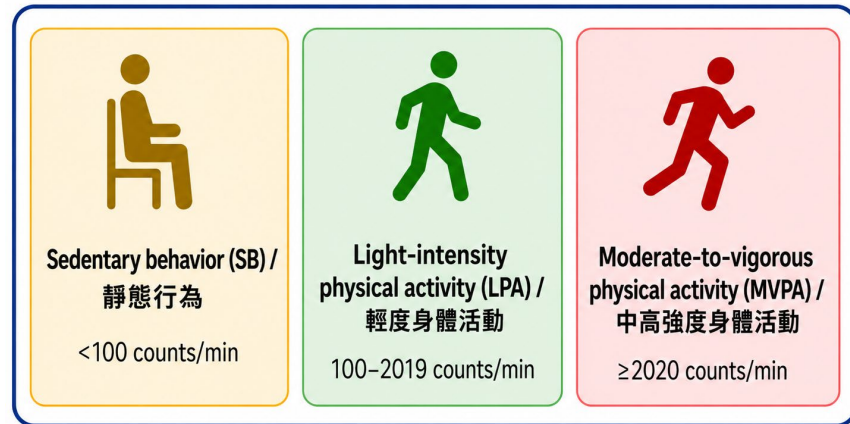 Sedentary behavior (SB) /
靜態行為
<100 counts/min
Light-intensity
physical activity (LPA) /
輕度身體活動
100–2019 counts/min
Moderate-to-vigorous
physical activity (MVPA) /
中高強度身體活動
≥2020 counts/min